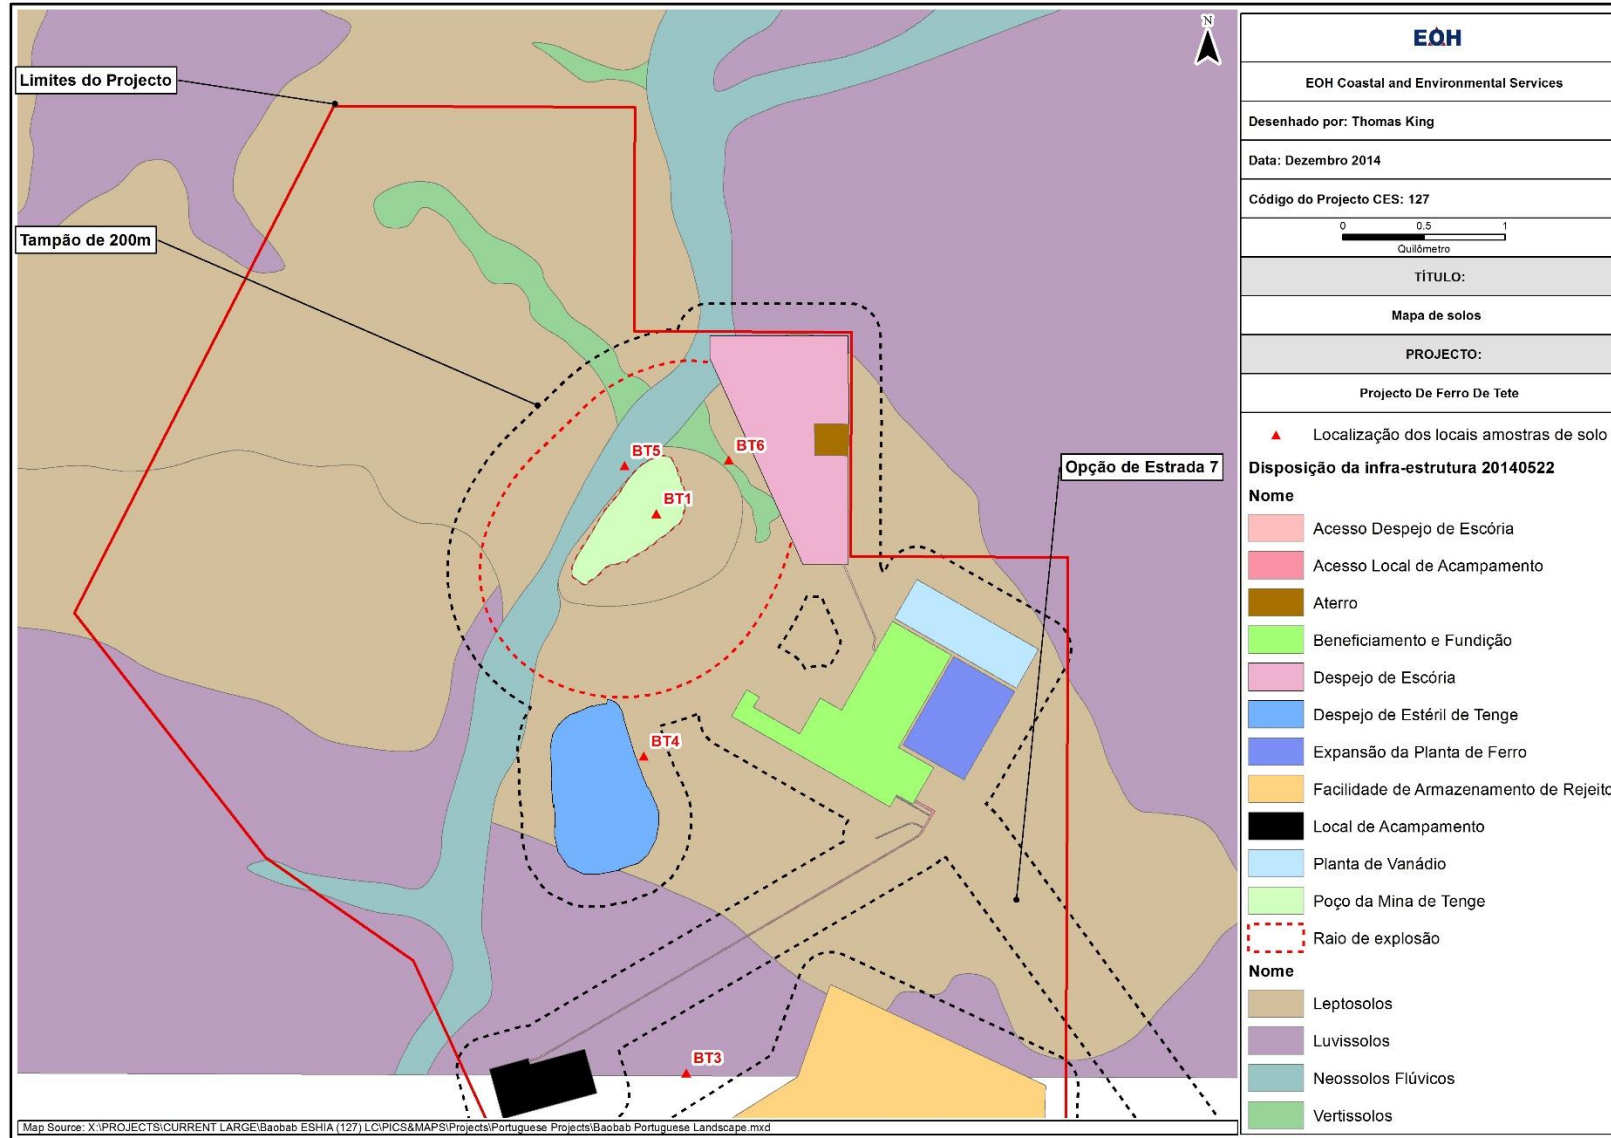 Limites do Projecto
Tampão de 200m
Opção de Estrada 7
N
BT5
BT6
BT1
BT4
BT3
EOH
EOH Coastal and Environmental Services
Desenhado por: Thomas King
Data: Dezembro 2014
Código do Projecto CES: 127
0 0.5 1
Quilômetro
TÍTULO:
Mapa de solos
PROJECTO:
Projecto De Ferro De Tete
Localização dos locais amostras de solo
Disposição da infra-estrutura 20140522
Nome
Acesso Despejo de Escória
Acesso Local de Acampamento
Aterro
Beneficiamento e Fundição
Despejo de Escória
Despejo de Estéril de Tenge
Expansão da Planta de Ferro
Facilidade de Armazenamento de Rejeito
Local de Acampamento
Planta de Vanádio
Poço da Mina de Tenge
Raio de explosão
Nome
Leptosolos
Luvissolos
Neossolos Flúvicos
Vertissolos
Map Source: X:\PROJECTS\CURRENT LARGE\Baobab ESHIA (127) LC\PICS&MAPS\Projects\Portuguese Projects\Baobab Portuguese Landscape.mxd